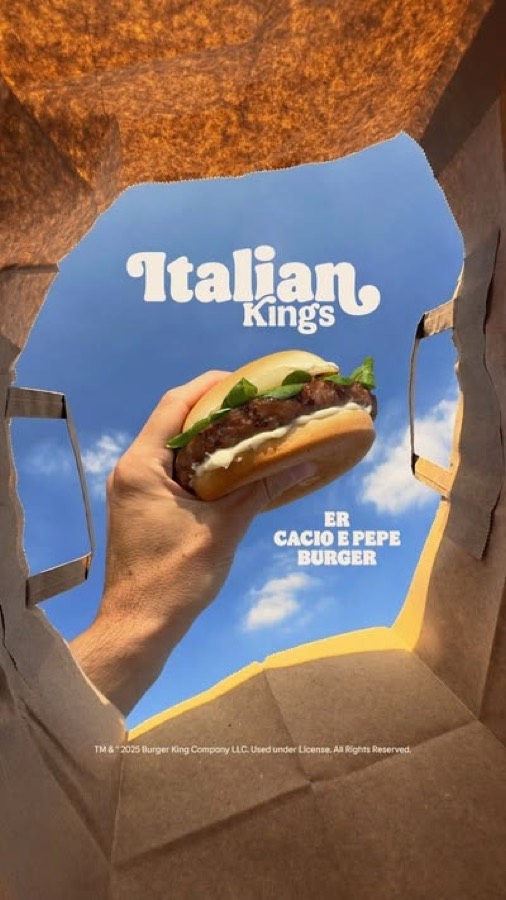 Italian
Kings
ER
CACIO E PEPE
BURGER
TM & © 2025 Burger King Company LLC. Used under License. All Rights Reserved.